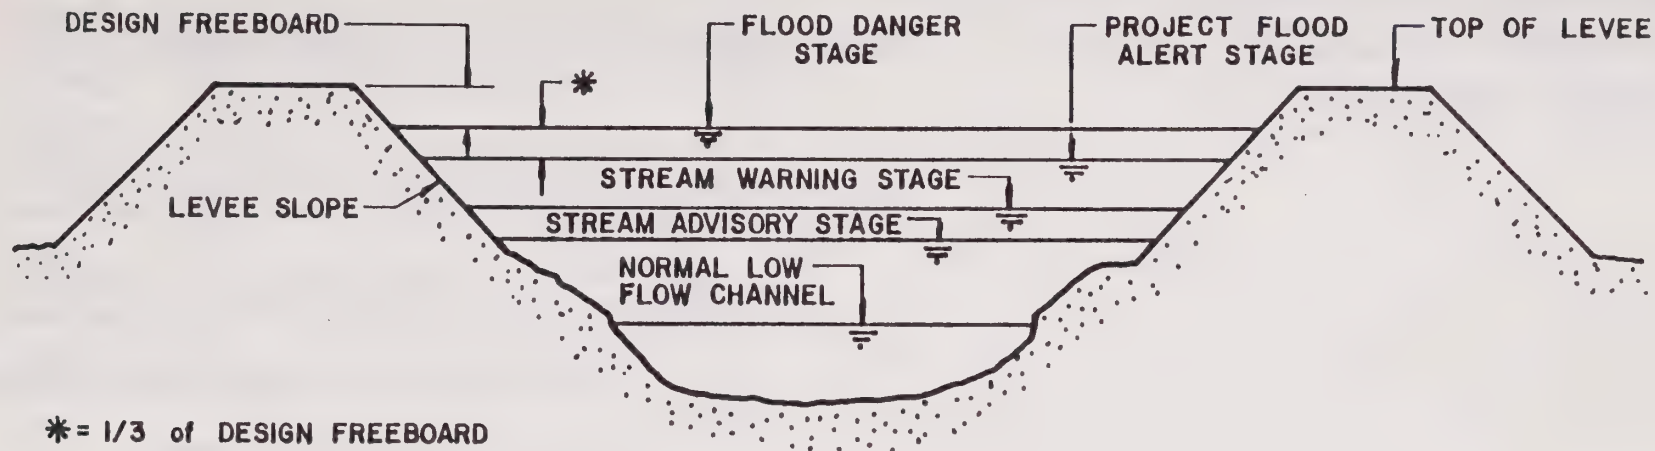 DESIGN FREEBOARD
FLOOD DANGER
STAGE
PROJECT FLOOD
ALERT STAGE
TOP OF LEVEE
*
STREAM WARNING STAGE
LEVEE SLOPE
STREAM ADVISORY STAGE
NORMAL LOW
FLOW CHANNEL
* = 1/3 of DESIGN FREEBOARD